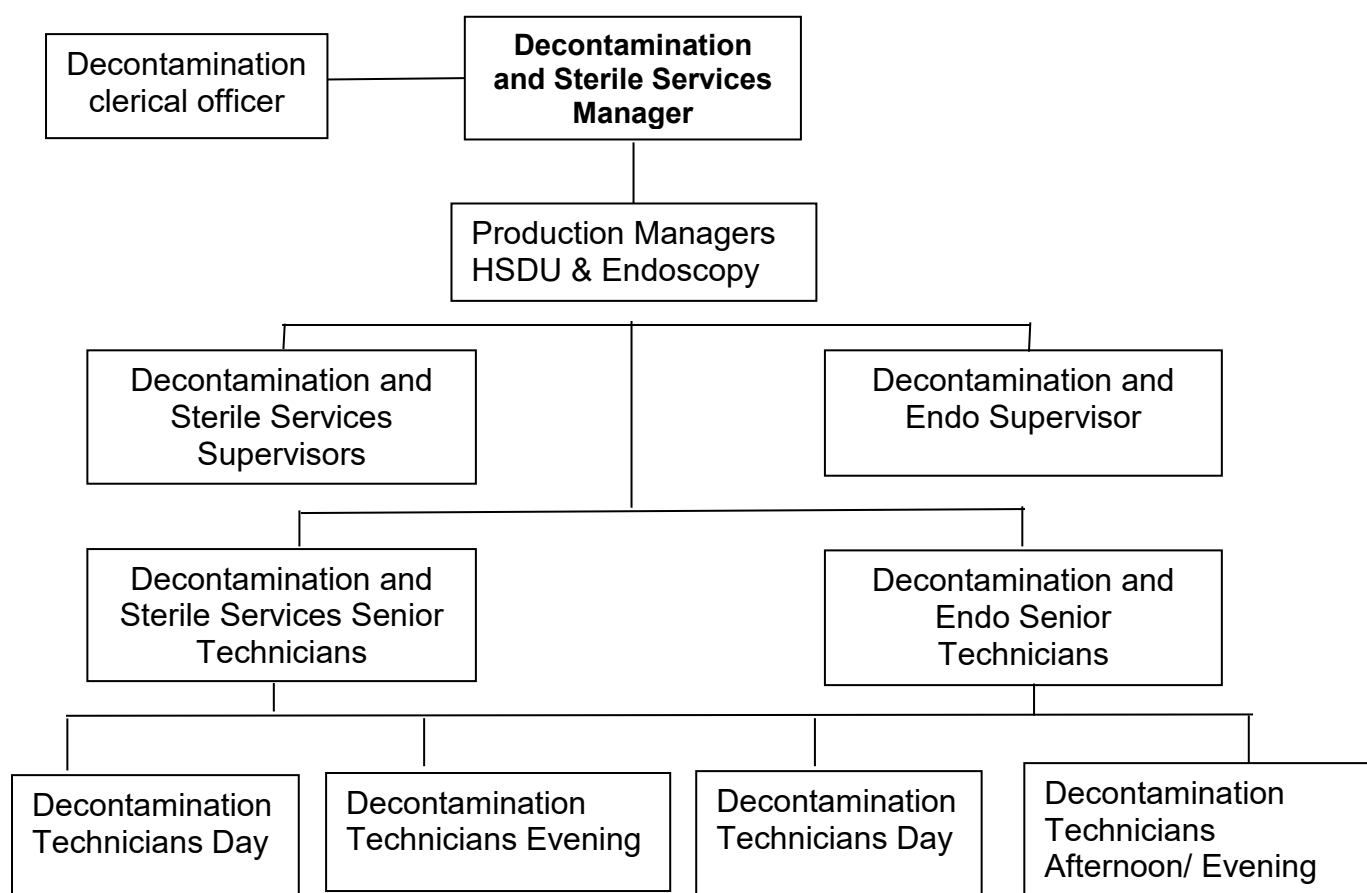 Decontamination
clerical officer
Decontamination
and Sterile Services
Manager
Production Managers
HSDU & Endoscopy
Decontamination and
Sterile Services
Supervisors
Decontamination and
Endo Supervisor
Decontamination and
Sterile Services Senior
Technicians
Decontamination and
Endo Senior
Technicians
Decontamination
Technicians Day
Decontamination
Technicians Evening
Decontamination
Technicians Day
Decontamination
Technicians
Afternoon/ Evening